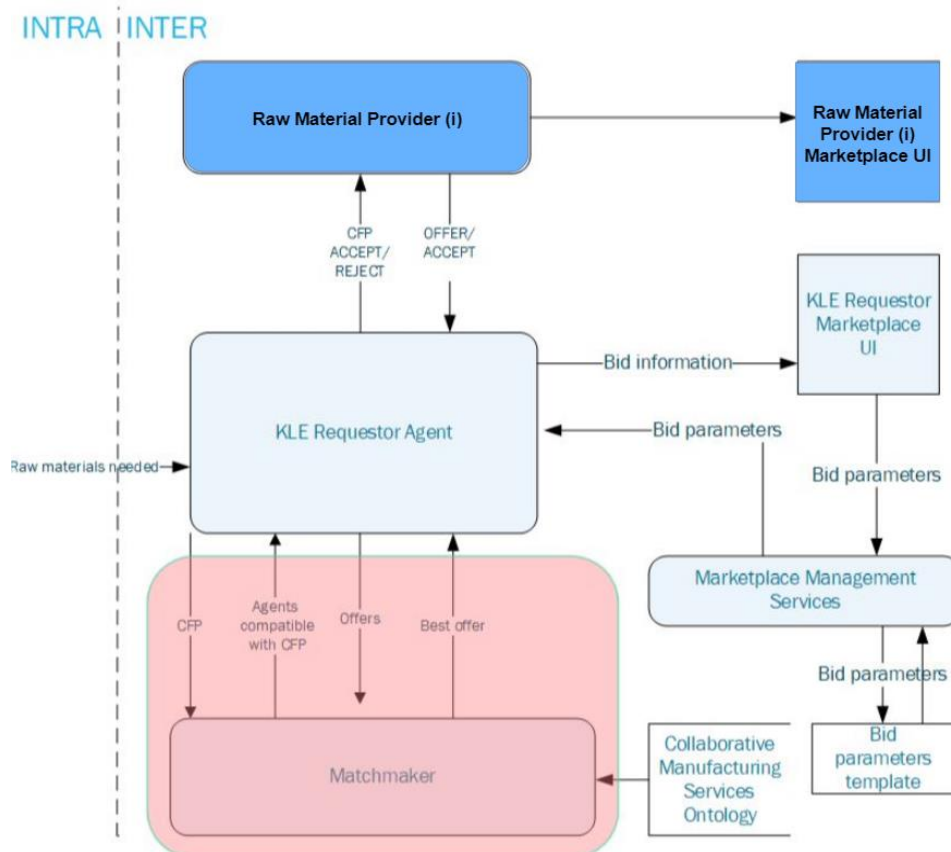 INTRA INTER
Raw Material Provider (i)
Raw Material
Provider (i)
Marketplace UI
CFP
ACCEPT/
REJECT
OFFER/
ACCEPT
KLE Requestor
Marketplace
UI
Bid information
KLE Requestor Agent
Bid parameters
Raw materials needed
Bid parameters
Marketplace Management
Services
CFP
Agents
compatible
with CFP
Offers
Best offer
Bid parameters
Matchmaker
Collaborative
Manufacturing
Services
Ontology
Bid
parameters
template